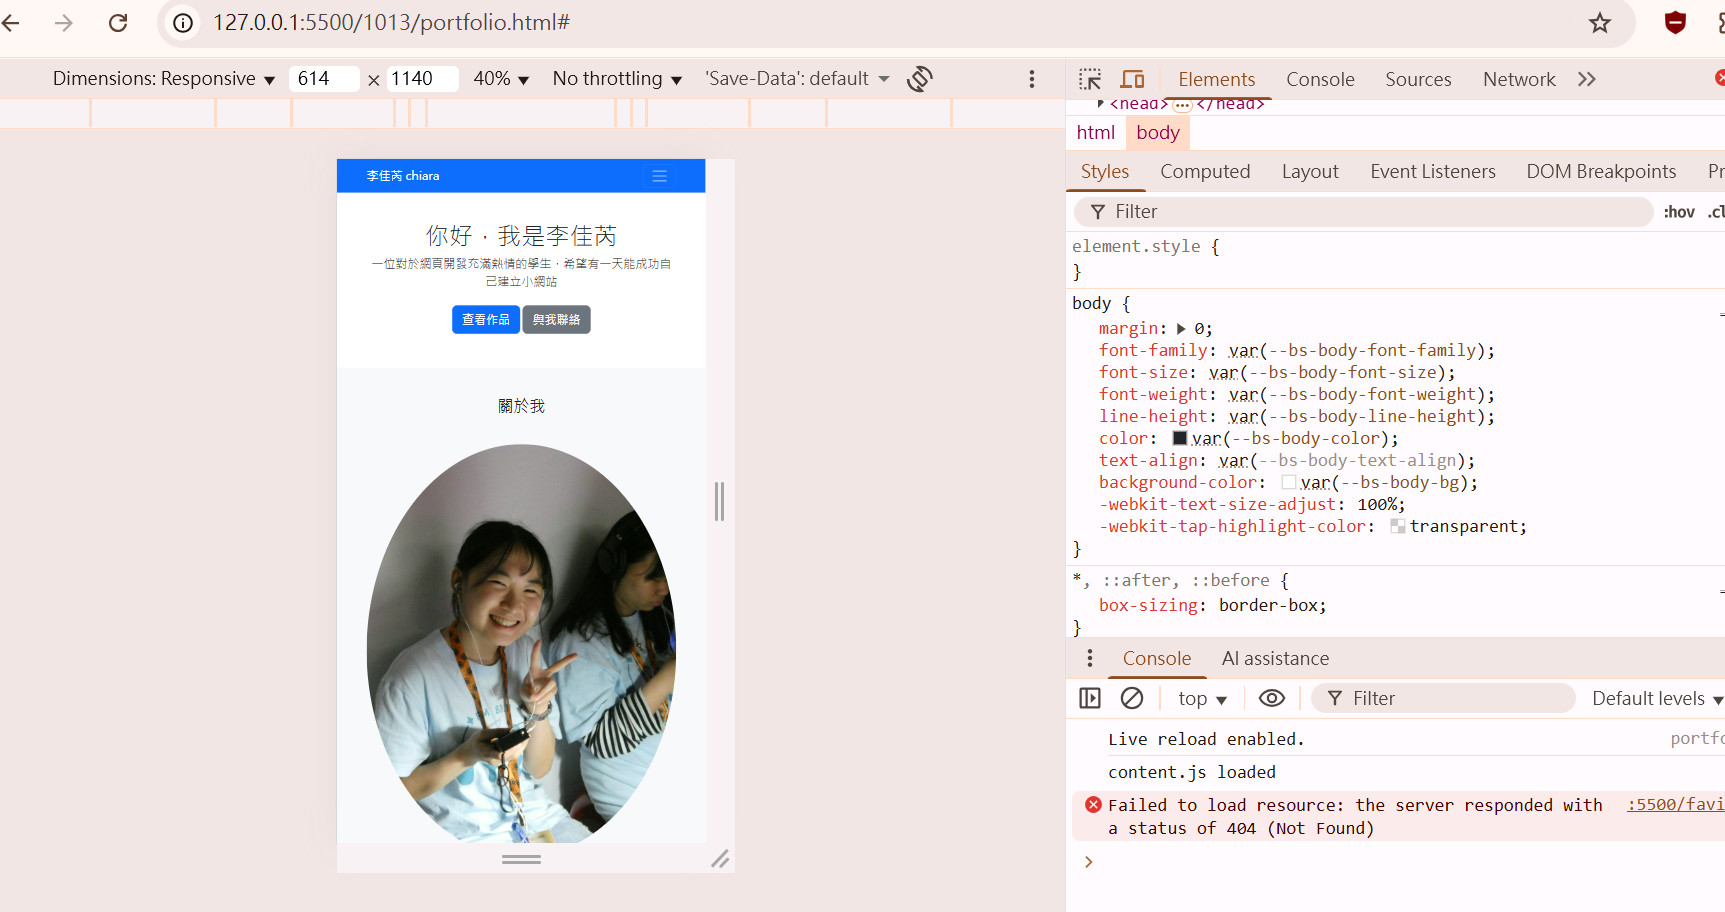 127.0.0.1:5500/1013/portfolio.html#
Dimensions: Responsive ▼ 614 × 1140 40% ▼ No throttling ▼ 'Save-Data': default
Elements Console Sources Network
<head> … </head>
html body
Styles Computed Layout Event Listeners DOM Breakpoints
Filter :hov
element.style {
}
body {
margin: 0;
font-family: var(--bs-body-font-family);
font-size: var(--bs-body-font-size);
font-weight: var(--bs-body-font-weight);
line-height: var(--bs-body-line-height);
color: var(--bs-body-color);
text-align: var(--bs-body-text-align);
background-color: var(--bs-body-bg);
-webkit-text-size-adjust: 100%;
-webkit-tap-highlight-color: transparent;
}
*, ::after, ::before {
box-sizing: border-box;
}
Console AI assistance
top ▼ Filter Default levels ▼
Live reload enabled.
content.js loaded
Failed to load resource: the server responded with :5500/favi
a status of 404 (Not Found)
李佳芮 chiara
你好，我是李佳芮
一位對於網頁開發充滿熱情的學生，希望有一天能成功自
己建立小網站
查看作品 與我聯絡
關於我